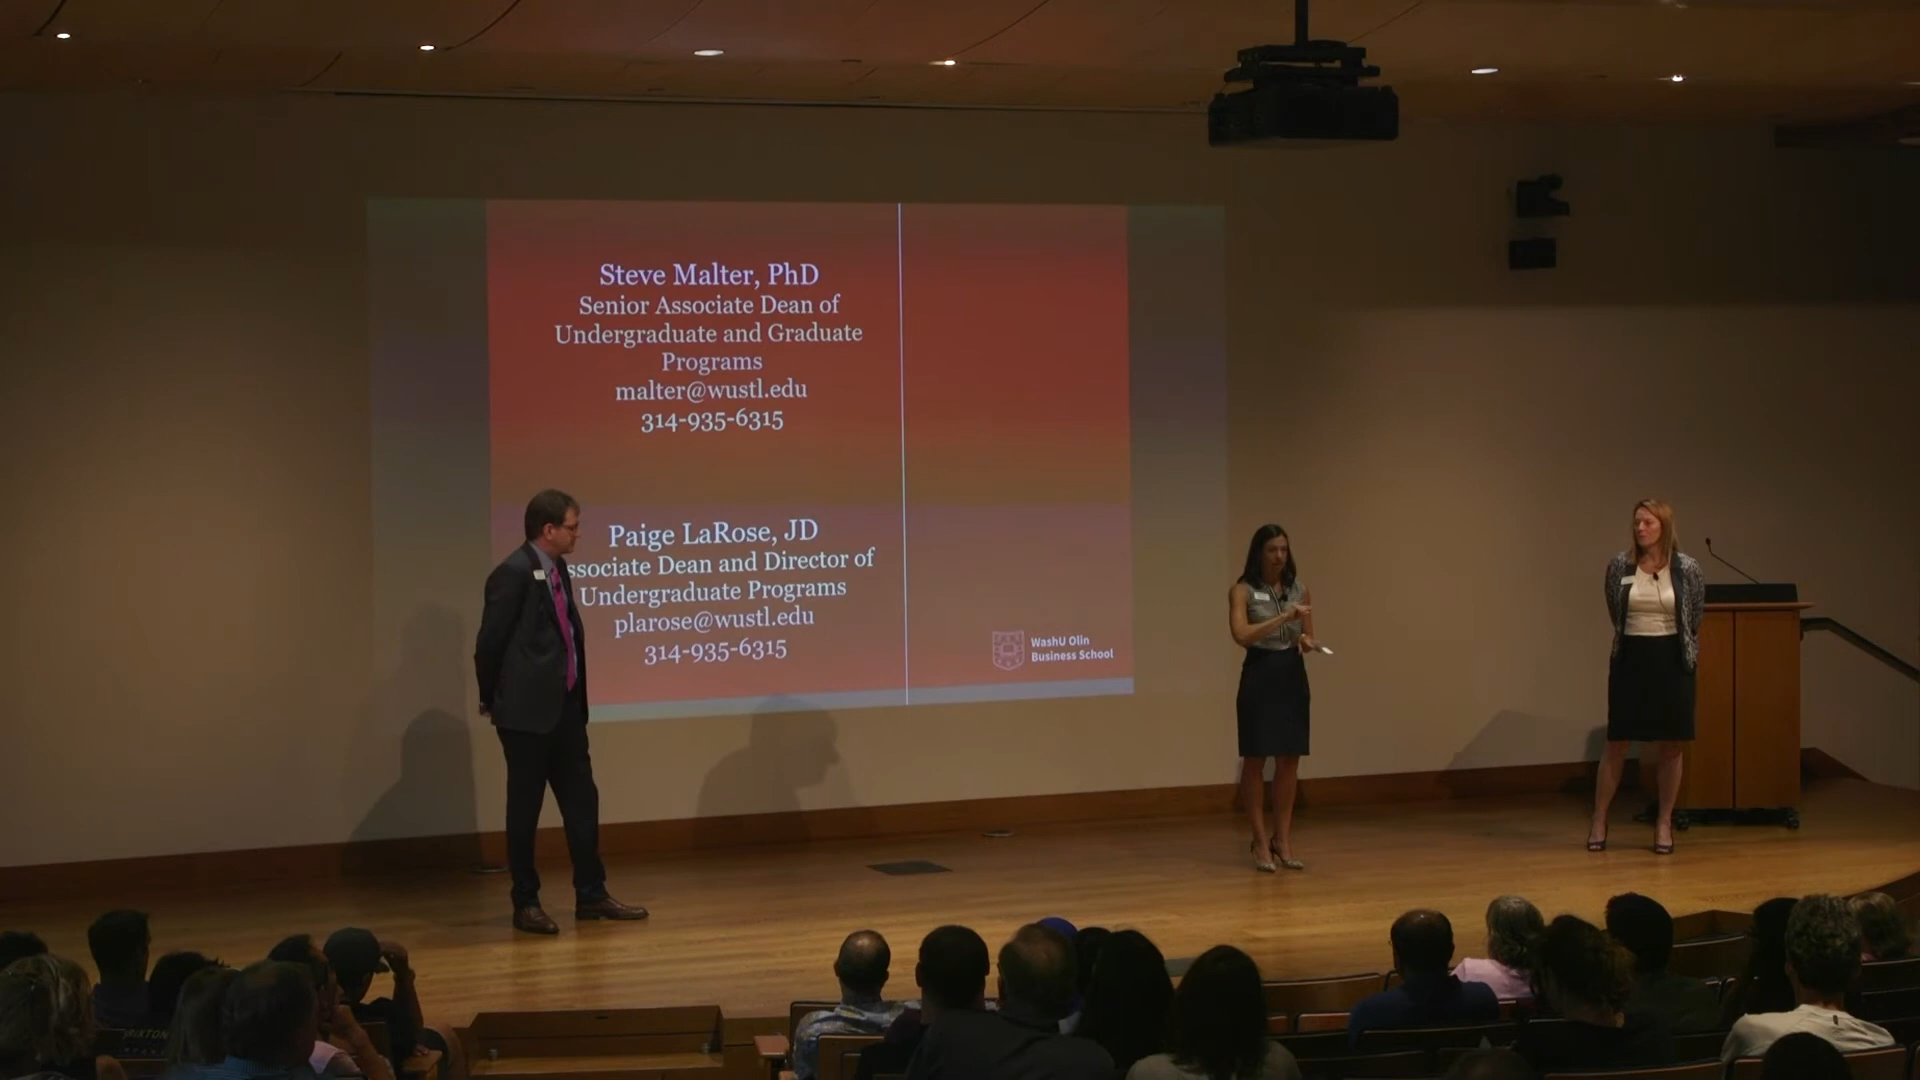 Steve Malter, PhD
Senior Associate Dean of
Undergraduate and Graduate
Programs
malter@wustl.edu
314-935-6315
Paige LaRose, JD
ssociate Dean and Director of
Undergraduate Programs
plarose@wustl.edu
314-935-6315
WashU Olin
Business School